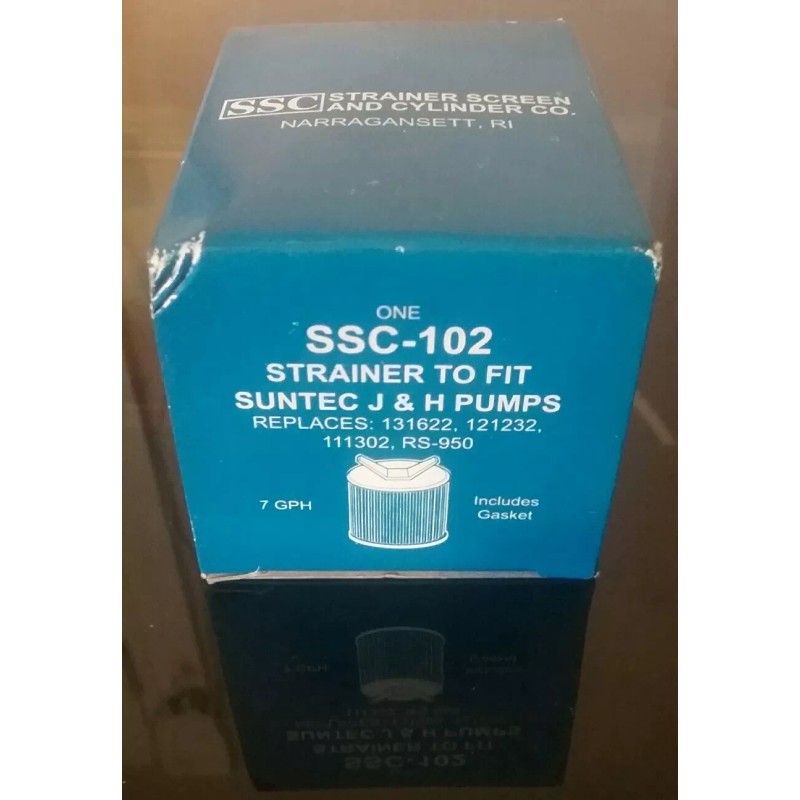 SSC STRAINER SCREEN
AND CYLINDER CO.
NARRAGANSETT, RI
ONE
SSC-102
STRAINER TO FIT
SUNTEC J & H PUMPS
REPLACES: 131622, 121232,
111302, RS-950
7 GPH
Includes
Gasket